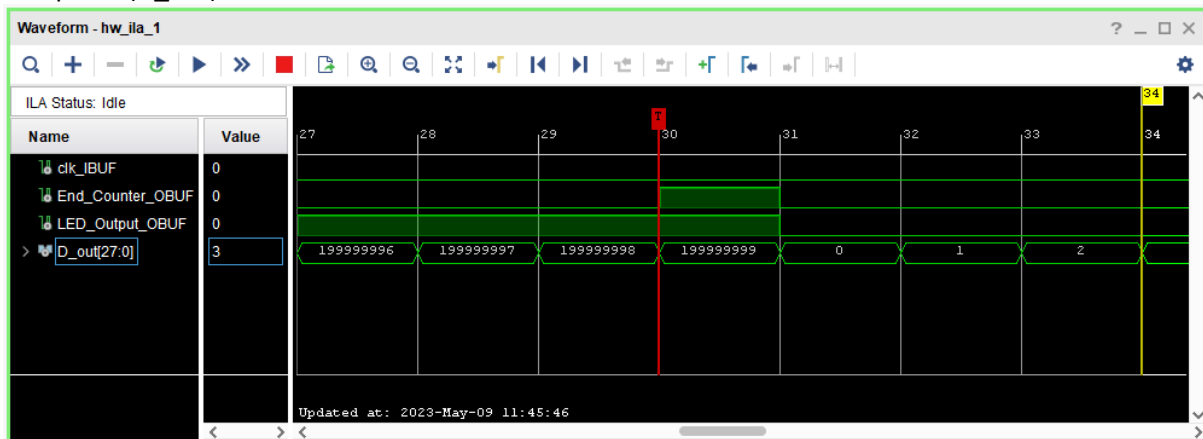 Waveform - hw_ila_1
ILA Status: Idle
34
Name Value
T
27 28 29 30 31 32 33 34
clk_IBUF 0
End_Counter_OBUF 0
LED_Output_OBUF 0
D_out[27:0] 3 199999996 199999997 199999998 199999999 0 1 2
Updated at: 2023-May-09 11:45:46